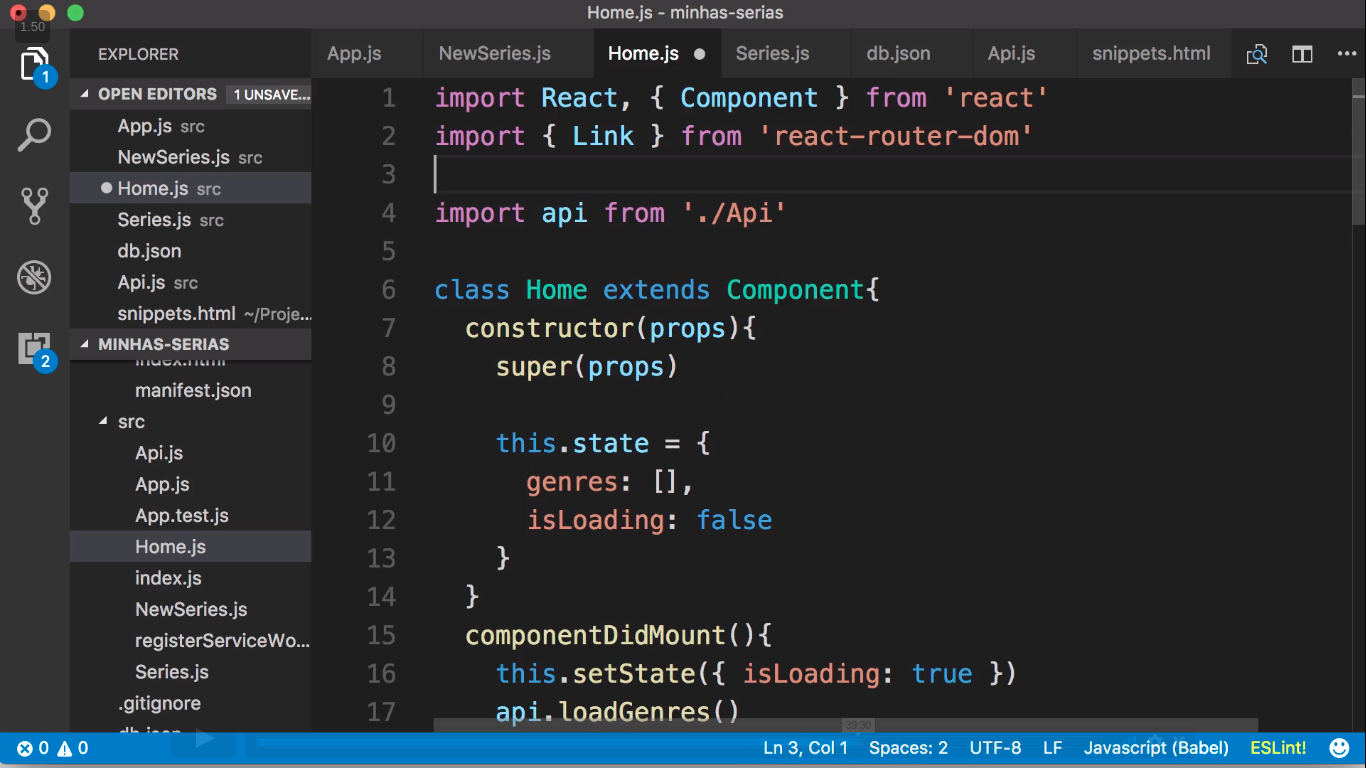 Home.js - minhas-serias
1.50
EXPLORER
App.js
NewSeries.js
Home.js
Series.js
db.json
Api.js
snippets.html
1
OPEN EDITORS
1 UNSAVE...
App.js src
NewSeries.js src
Home.js src
Series.js src
db.json
Api.js src
snippets.html ~/Proje...
2
MINHAS-SERIAS
index.html
manifest.json
src
Api.js
App.js
App.test.js
Home.js
index.js
NewSeries.js
registerServiceWo...
Series.js
.gitignore
db.json
1 import React, { Component } from 'react'
2 import { Link } from 'react-router-dom'
3
4 import api from './Api'
5
6 class Home extends Component{
7 constructor(props){
8 super(props)
9
10 this.state = {
11 genres: [],
12 isLoading: false
13 }
14 }
15 componentDidMount(){
16 this.setState({ isLoading: true })
17 api.loadGenres()
39:30
0 0
Ln 3, Col 1
Spaces: 2
UTF-8
LF
Javascript (Babel)
ESLint!